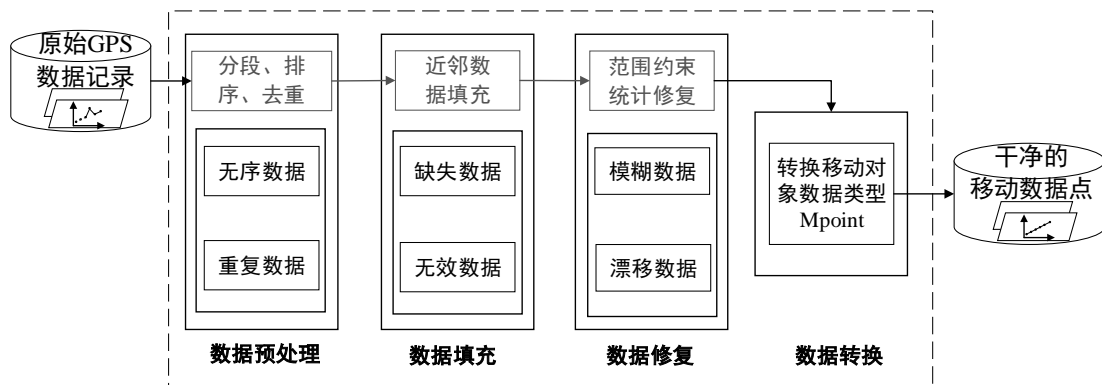 原始GPS
数据记录
分段、排
序、去重
无序数据
重复数据
数据预处理
近邻数
据填充
缺失数据
无效数据
数据填充
范围约束
统计修复
模糊数据
漂移数据
数据修复
转换移动对
象数据类型
Mpoint
数据转换
干净的
移动数据点